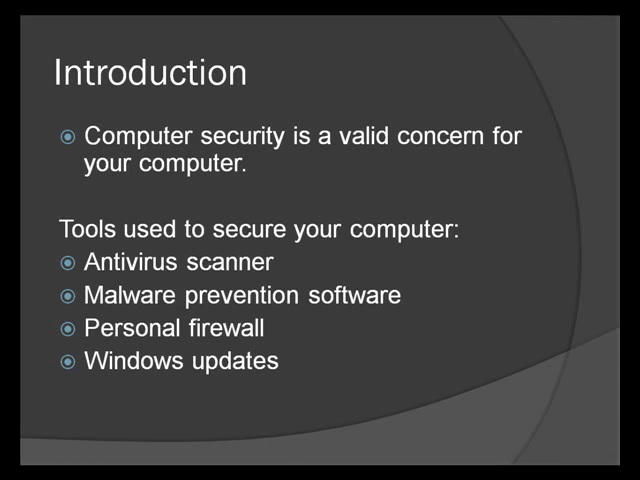 Introduction
Computer security is a valid concern for
your computer.
Tools used to secure your computer:
Antivirus scanner
Malware prevention software
Personal firewall
Windows updates